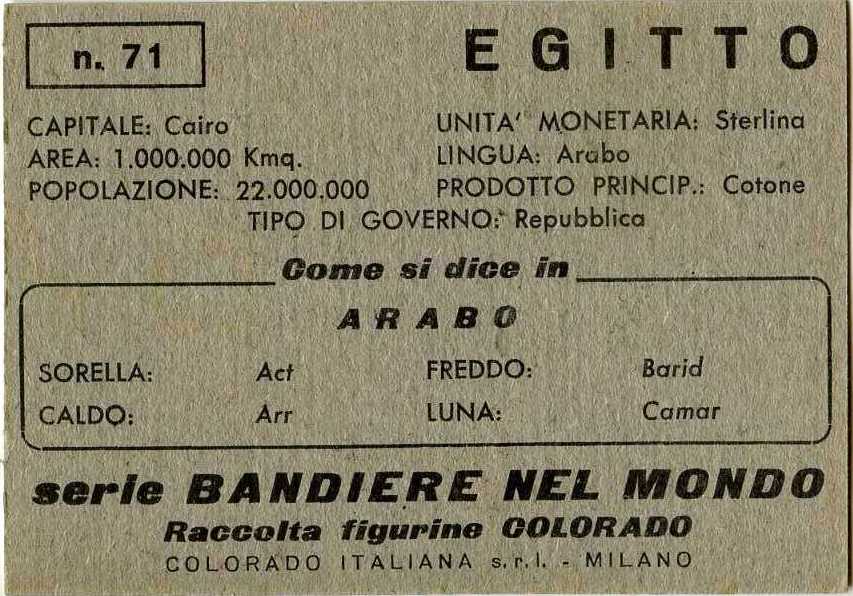 n. 71
EGITTO
CAPITALE: Cairo
UNITA' MONETARIA: Sterlina
AREA: 1.000.000 Kmq.
LINGUA: Arabo
POPOLAZIONE: 22.000.000
PRODOTTO PRINCIP.: Cotone
TIPO DI GOVERNO: Repubblica
Come si dice in
ARABO
SORELLA: Act
FREDDO: Barid
CALDO: Arr
LUNA: Camar
serie BANDIERE NEL MONDO
Raccolta figurine COLORADO
COLORADO ITALIANA s.r.l. - MILANO